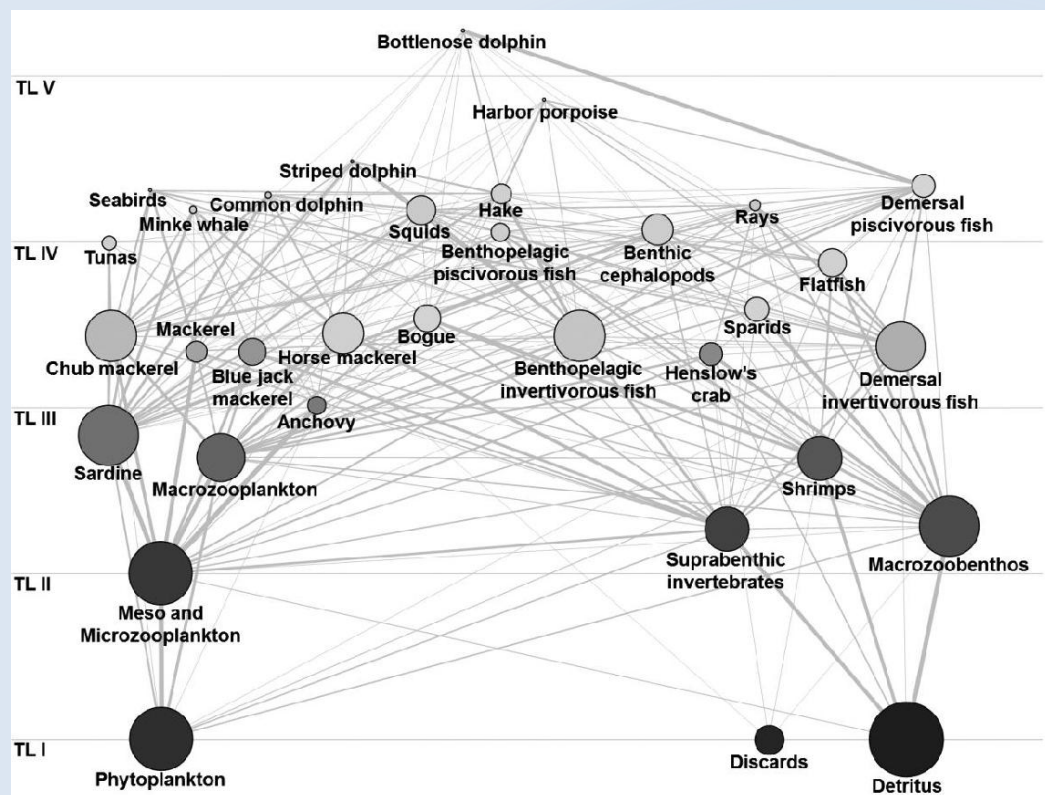 Bottlenose dolphin
TL V
Harbor porpoise
Striped dolphin
Seabirds
Common dolphin
Minke whale
Squids
Hake
Rays
Demersal
piscivorous fish
TL IV
Tunas
Benthopelagic
piscivorous fish
Benthic
cephalopods
Flatfish
Mackerel
Chub mackerel
Blue jack
mackerel
Horse mackerel
Bogue
Benthopelagic
invertivorous fish
Sparids
Henslow's
crab
Demersal
invertivorous fish
TL III
Anchovy
Sardine
Macrozooplankton
Shrimps
Suprabenthic
invertebrates
Macrozoobenthos
TL II
Meso and
Microzooplankton
TL I
Phytoplankton
Discards
Detritus